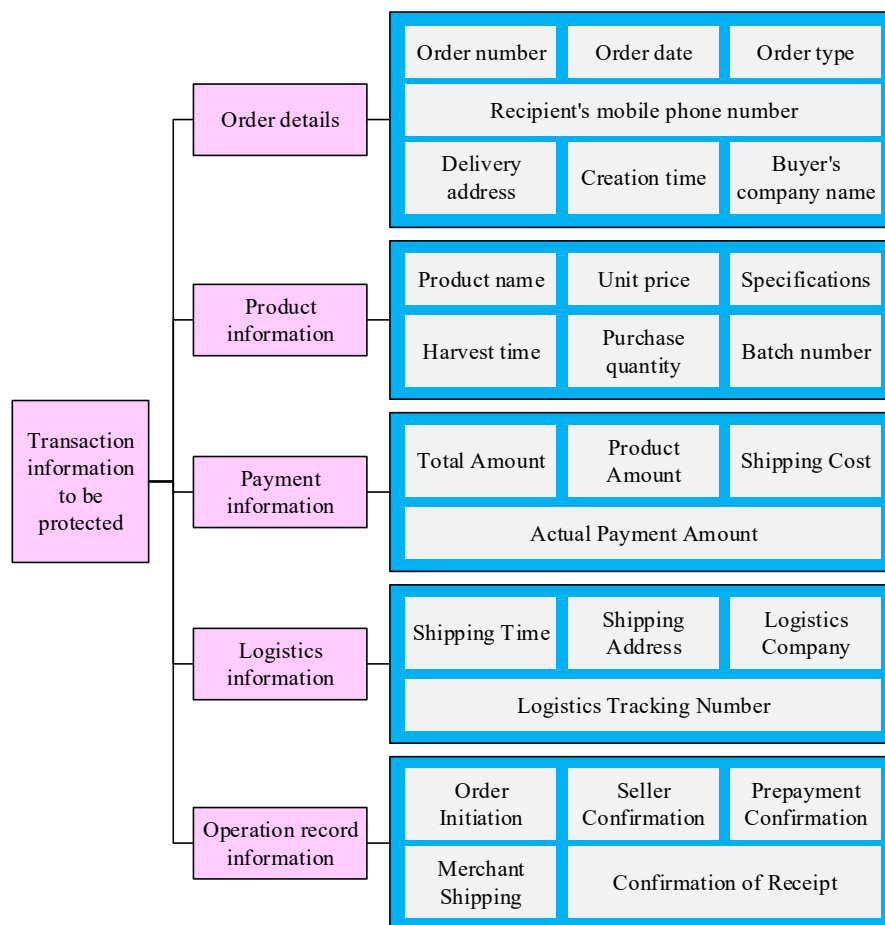 Order number
Order date
Order type
Order details
Recipient's mobile phone number
Delivery
address
Creation time
Buyer's
company name
Product
information
Product name
Unit price
Specifications
Harvest time
Purchase
quantity
Batch number
Transaction
information
to be
protected
Payment
information
Total Amount
Product
Amount
Shipping Cost
Actual Payment Amount
Logistics
information
Shipping Time
Shipping
Address
Logistics
Company
Logistics Tracking Number
Operation record
information
Order
Initiation
Seller
Confirmation
Prepayment
Confirmation
Merchant
Shipping
Confirmation of Receipt